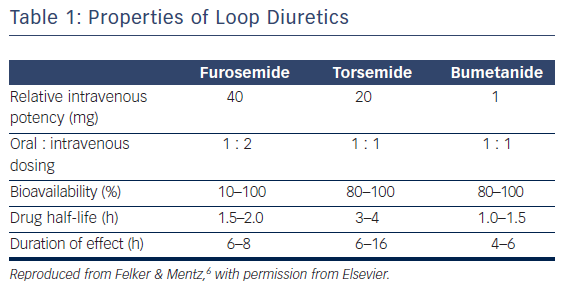 Table 1: Properties of Loop Diuretics
Furosemide Torsemide Bumetanide
Relative intravenous 40 20 1
potency (mg)
Oral : intravenous 1 : 2 1 : 1 1 : 1
dosing
Bioavailability (%) 10–100 80–100 80–100
Drug half-life (h) 1.5–2.0 3–4 1.0–1.5
Duration of effect (h) 6–8 6–16 4–6
Reproduced from Felker & Mentz,⁶ with permission from Elsevier.